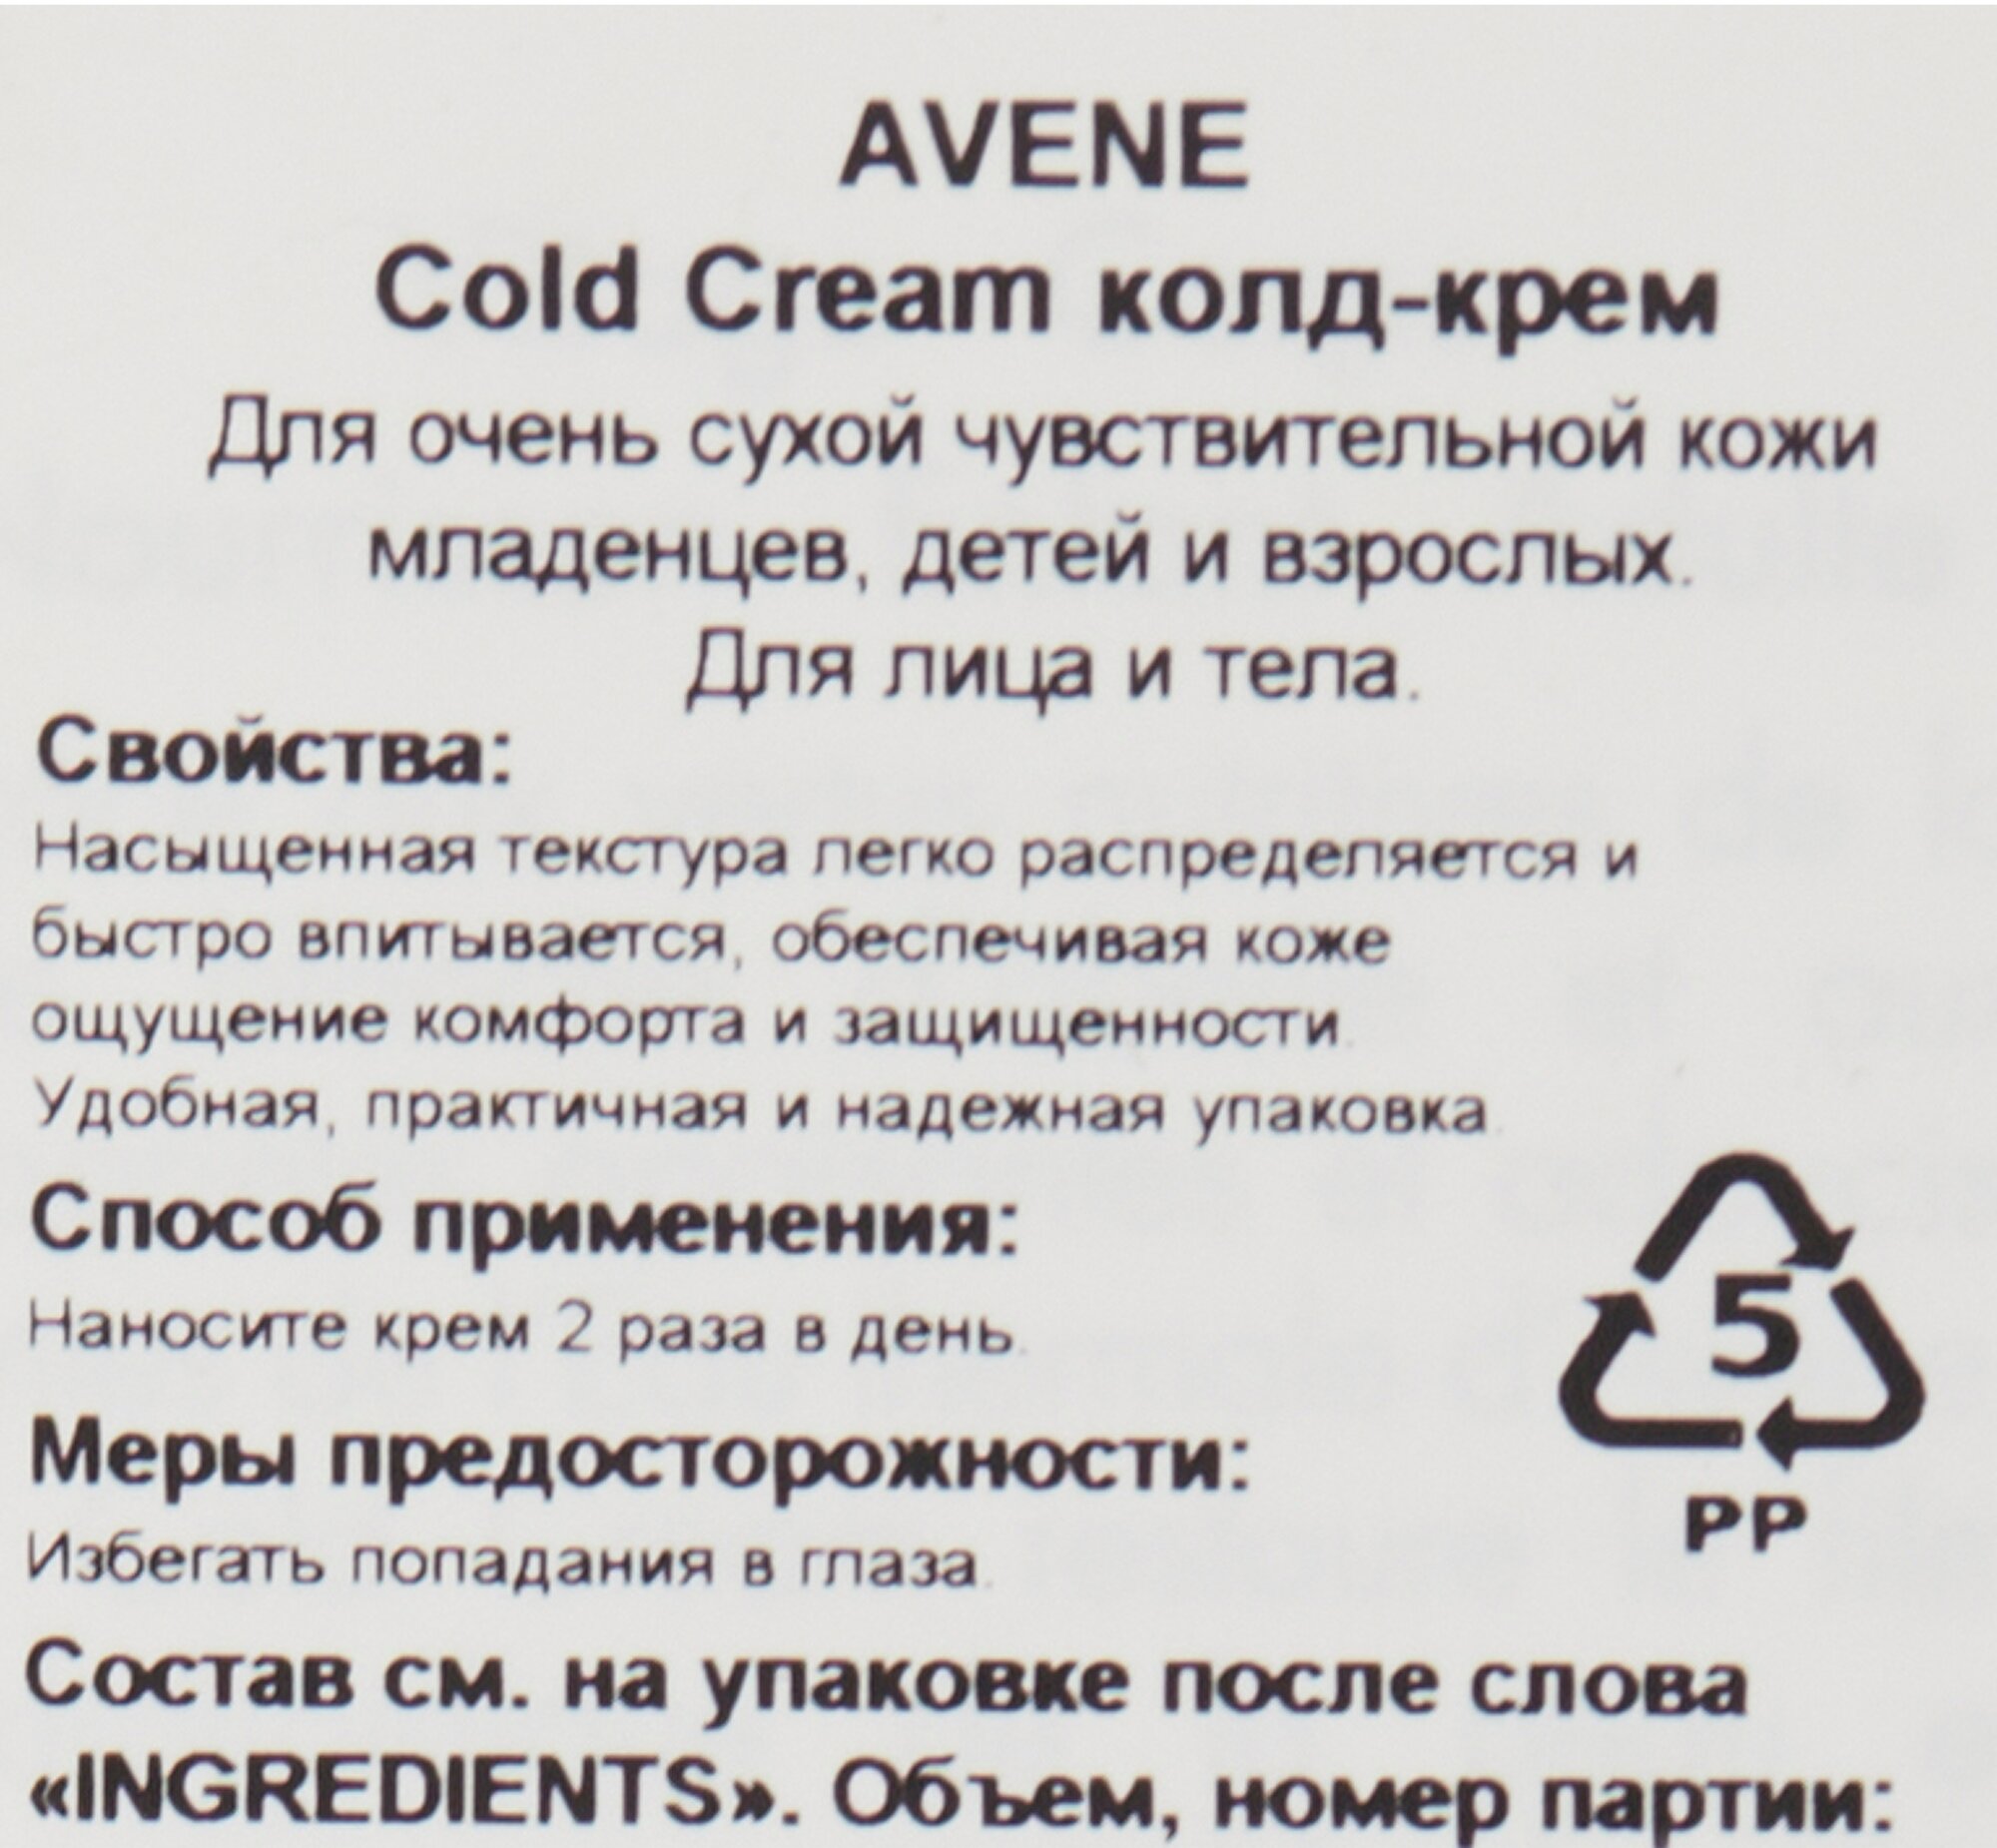 AVENE
Cold Cream колд-крем
Для очень сухой чувствительной кожи
младенцев, детей и взрослых.
Для лица и тела.
Свойства:
Насыщенная текстура легко распределяется и
быстро впитывается, обеспечивая коже
ощущение комфорта и защищенности.
Удобная, практичная и надежная упаковка.
Способ применения:
Наносите крем 2 раза в день.
5
Меры предосторожности:
PP
Избегать попадания в глаза.
Состав см. на упаковке после слова
«INGREDIENTS». Объем, номер партии: